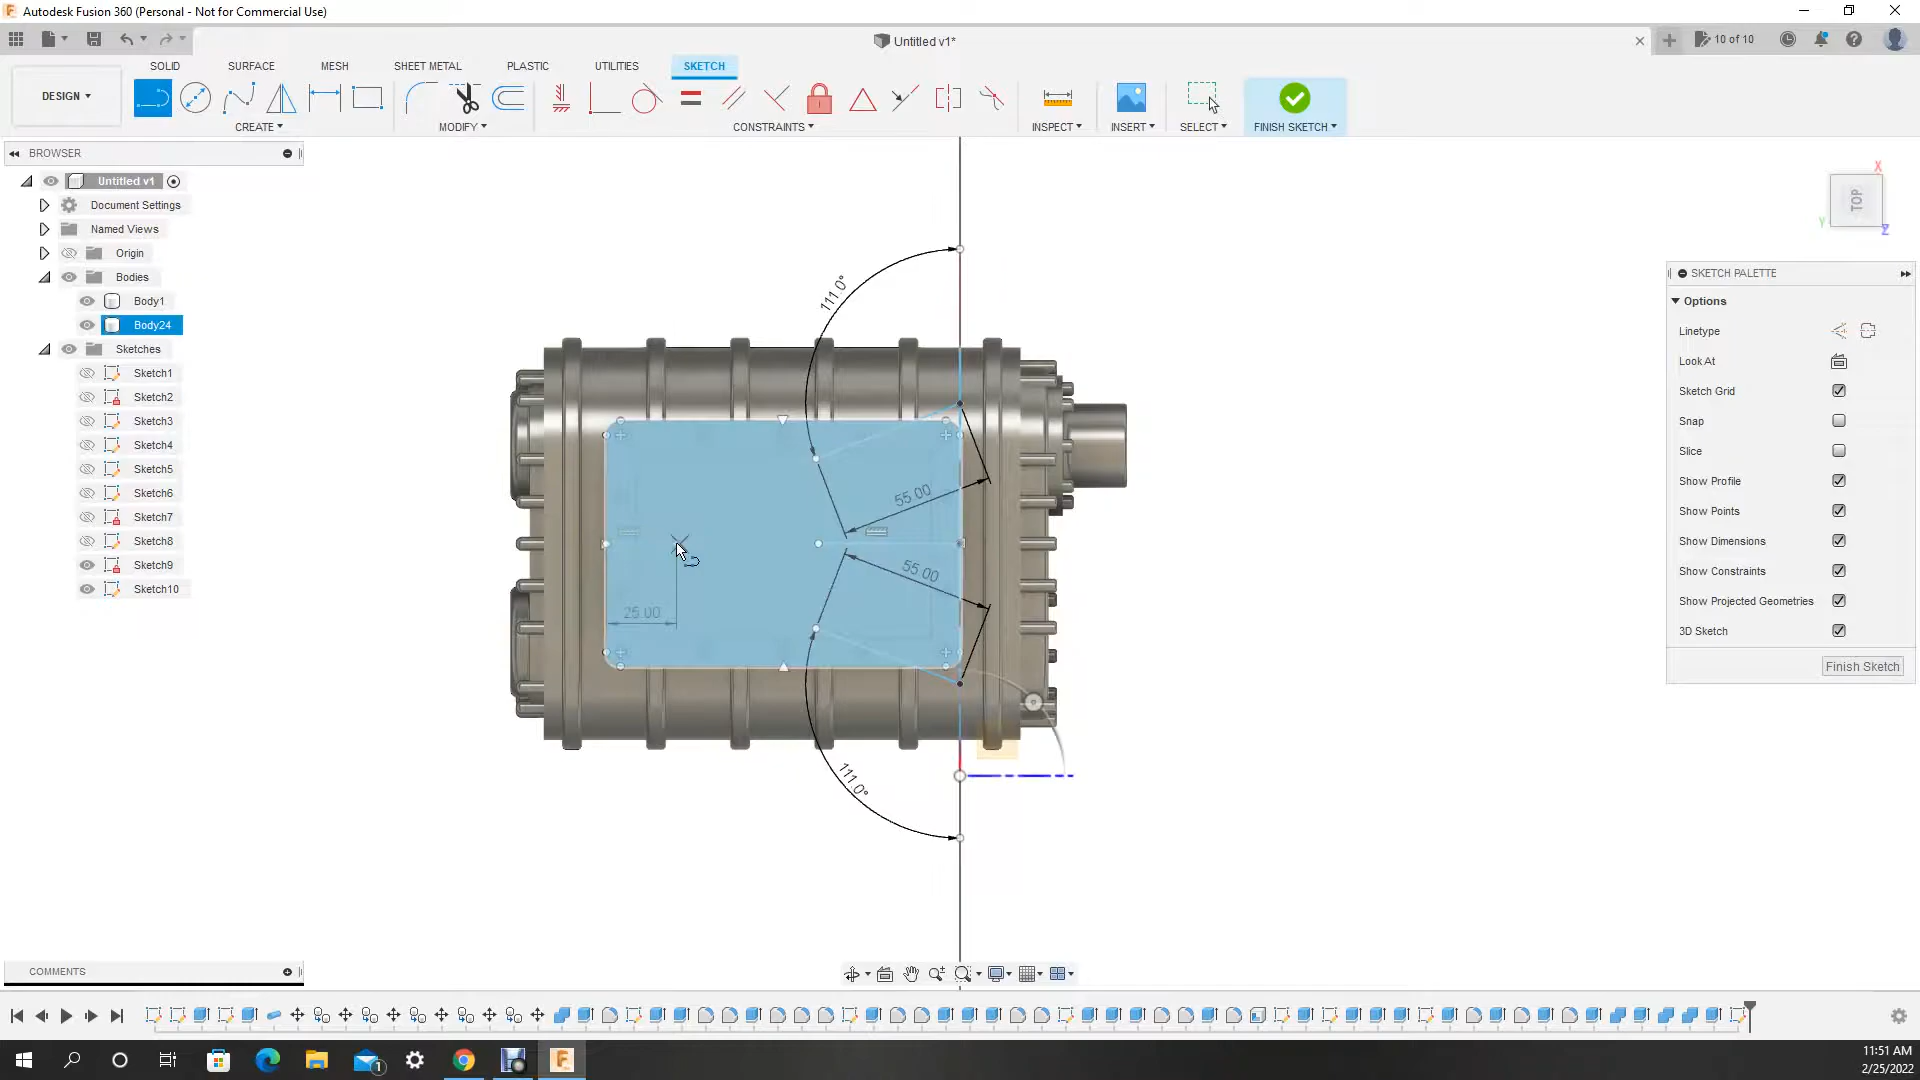 Autodesk Fusion 360 (Personal - Not for Commercial Use)
Untitled v1*
10 of 10
DESIGN
SOLID
SURFACE
MESH
SHEET METAL
PLASTIC
UTILITIES
SKETCH
CREATE
MODIFY
CONSTRAINTS
INSPECT
INSERT
SELECT
FINISH SKETCH
BROWSER
Untitled v1
Document Settings
Named Views
Origin
Bodies
Body1
Body24
Sketches
Sketch1
Sketch2
Sketch3
Sketch4
Sketch5
Sketch6
Sketch7
Sketch8
Sketch9
Sketch10
111.0°
55.00
55.00
25.00
111.0°
X
TOP
Y
Z
SKETCH PALETTE
Options
Linetype
Look At
Sketch Grid
Snap
Slice
Show Profile
Show Points
Show Dimensions
Show Constraints
Show Projected Geometries
3D Sketch
Finish Sketch
COMMENTS
1
11:51 AM
2/25/2022